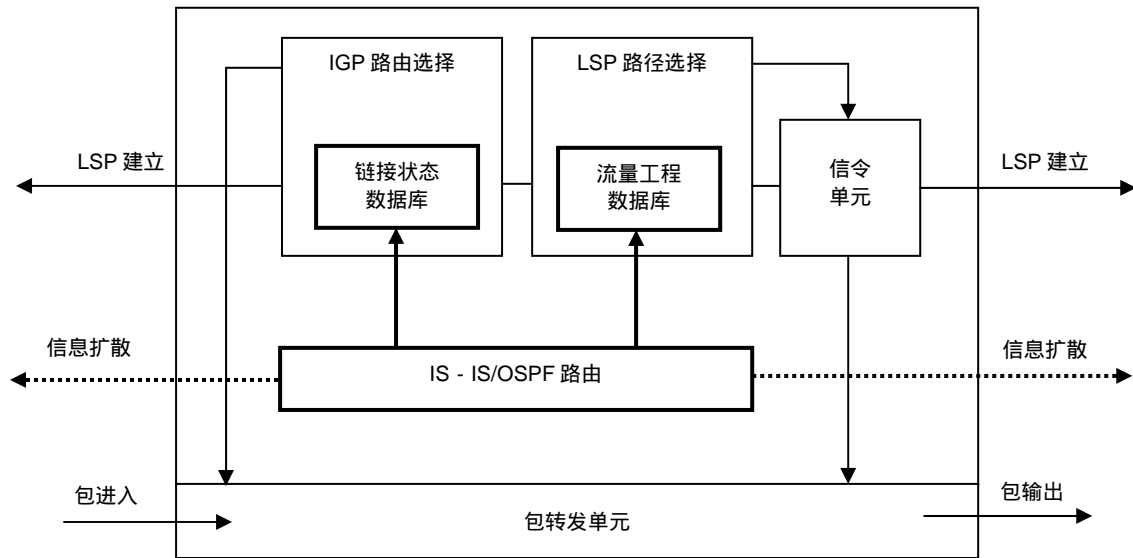 IGP 路由选择
LSP 路径选择
LSP 建立
链接状态
数据库
流量工程
数据库
信令
单元
LSP 建立
信息扩散
IS - IS/OSPF 路由
信息扩散
包进入
包转发单元
包输出